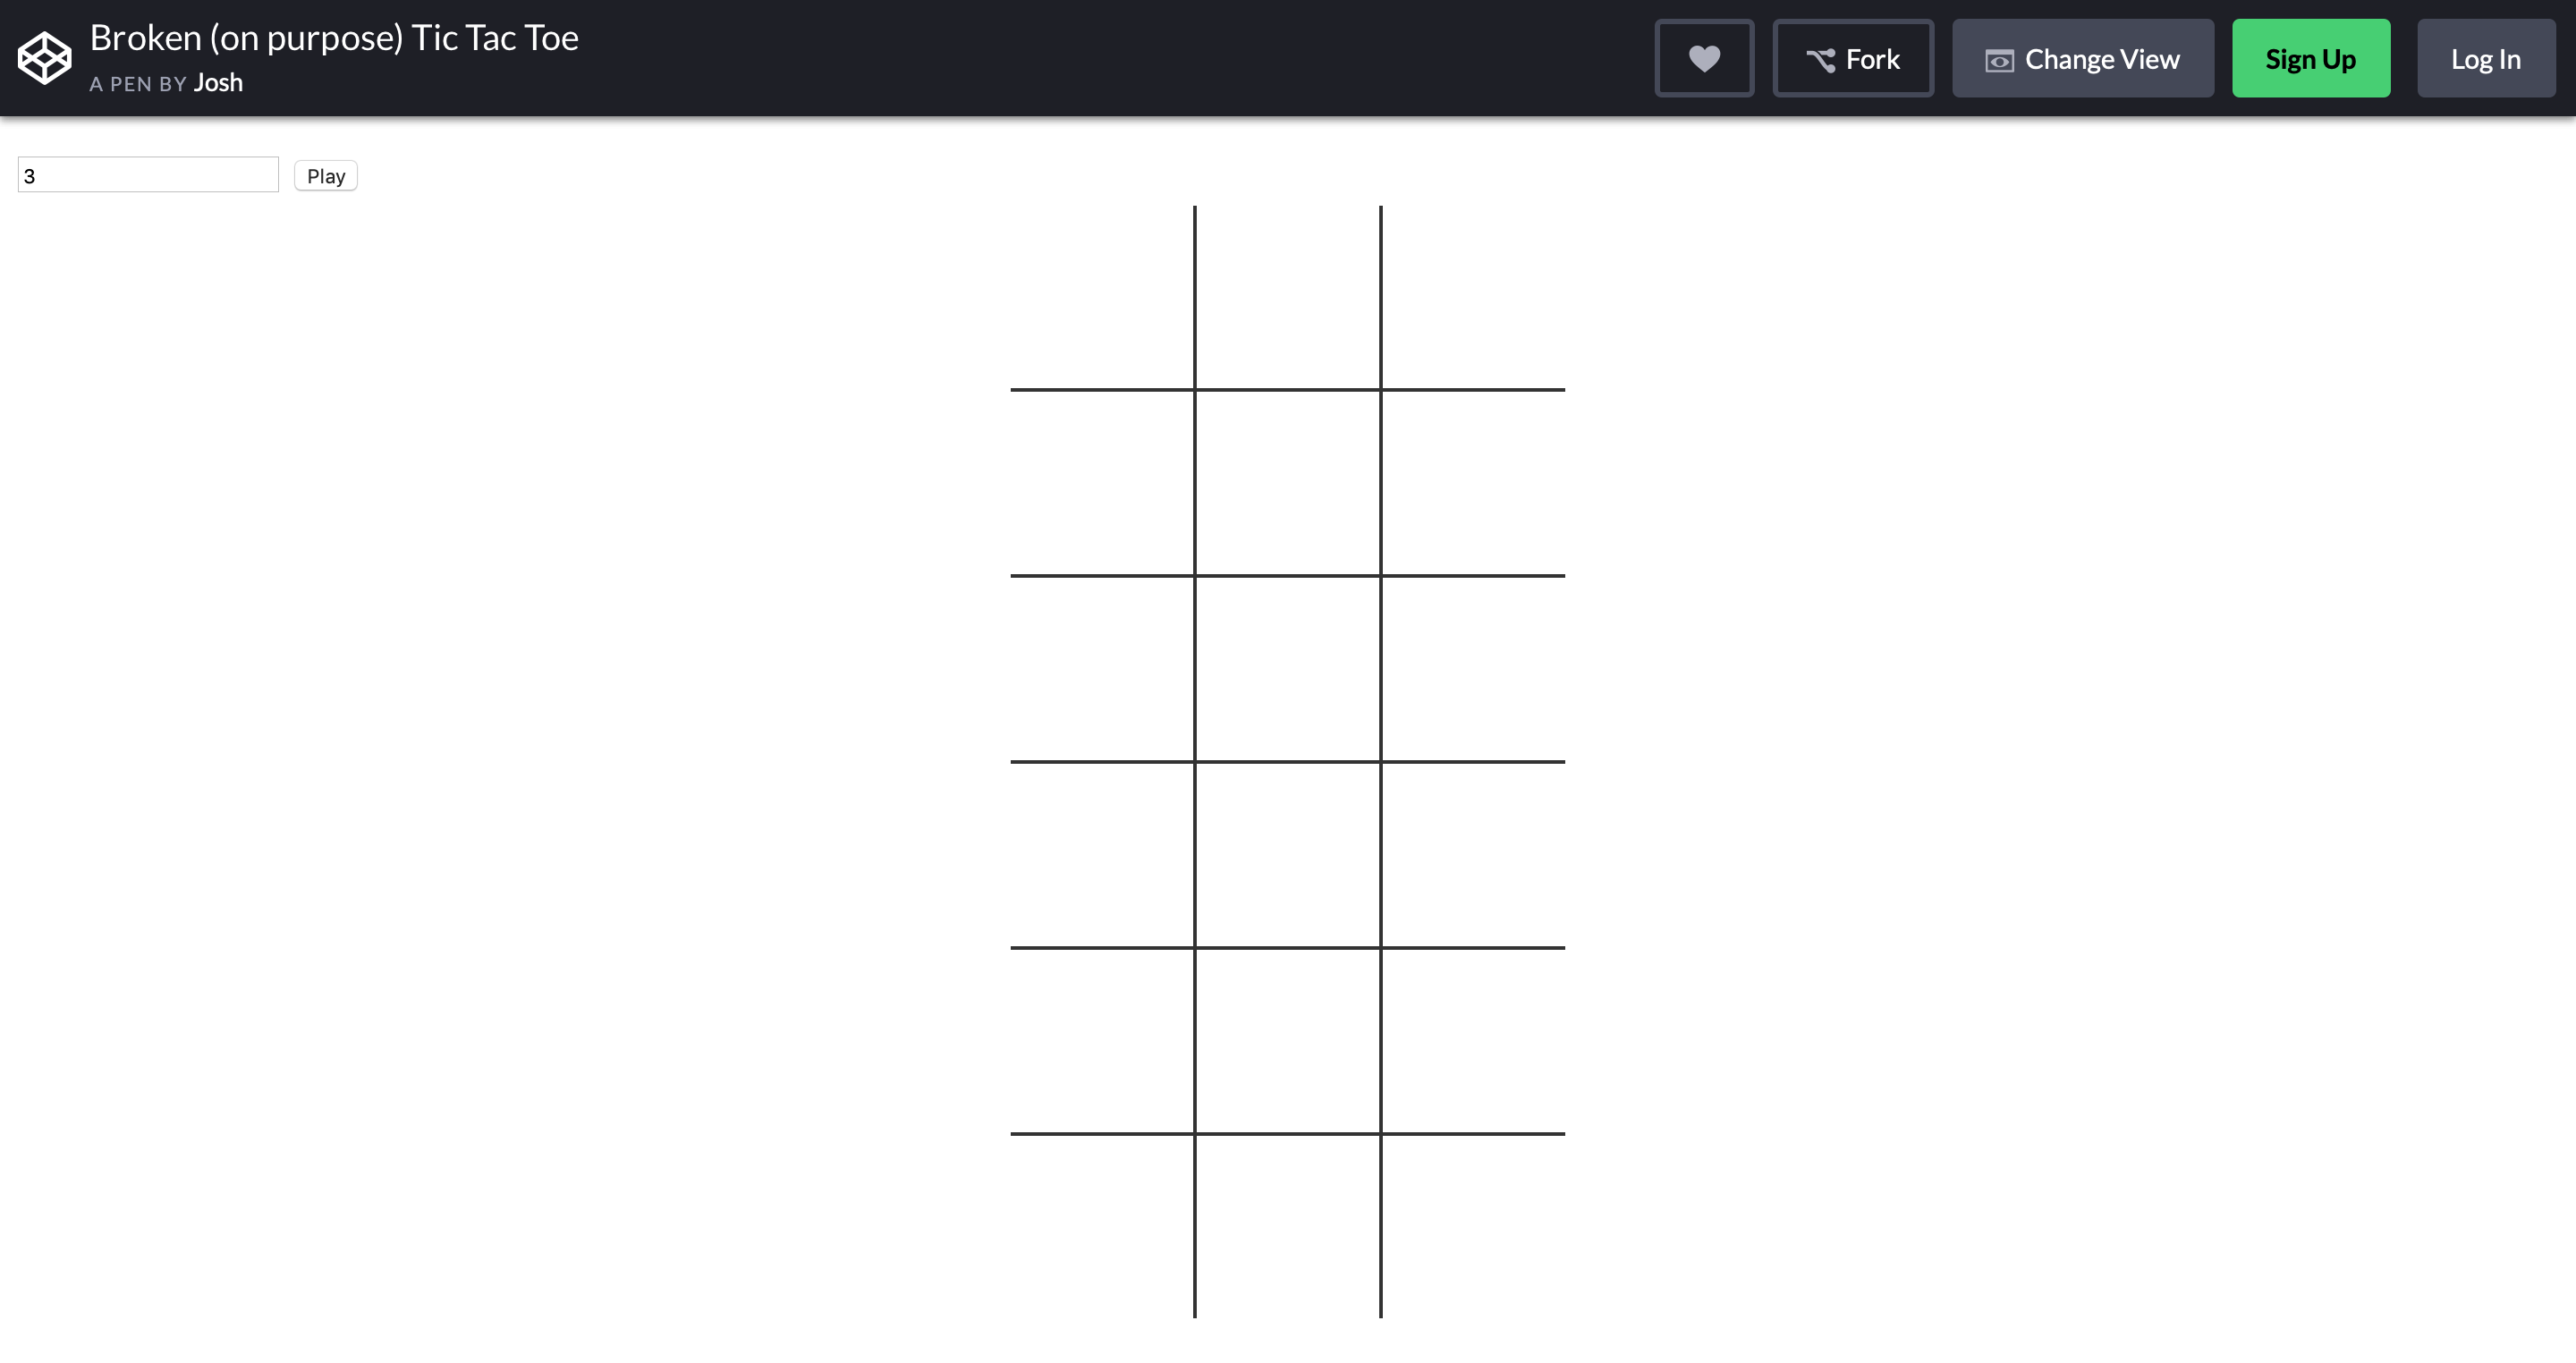 Broken (on purpose) Tic Tac Toe
A PEN BY Josh
Fork
Change View
Sign Up
Log In
3
Play